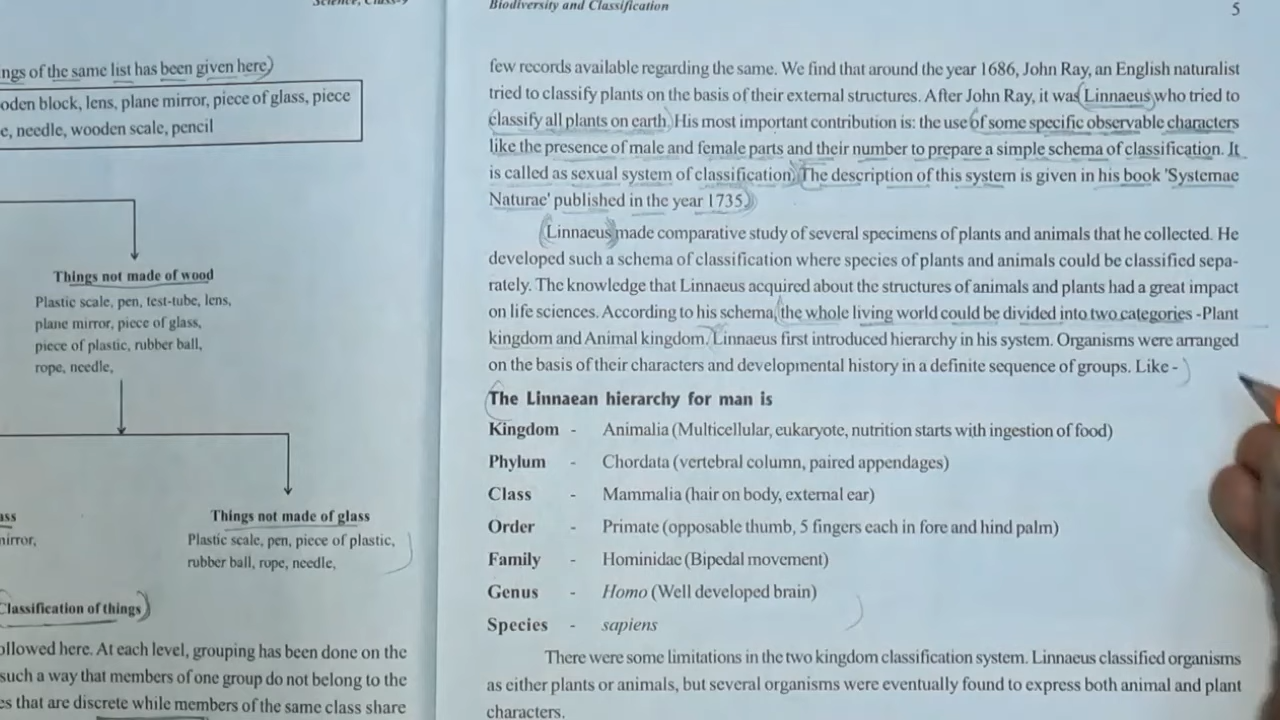 Science, Class-9
ngs of the same list has been given here)
oden block, lens, plane mirror, piece of glass, piece
e, needle, wooden scale, pencil
Things not made of wood
Plastic scale, pen, test-tube, lens,
plane mirror, piece of glass,
piece of plastic, rubber ball,
rope, needle,
ass
mirror,
Things not made of glass
Plastic scale, pen, piece of plastic,
rubber ball, rope, needle,
Classification of things)
ollowed here. At each level, grouping has been done on the
such a way that members of one group do not belong to the
es that are discrete while members of the same class share
Biodiversity and Classification
5
few records available regarding the same. We find that around the year 1686, John Ray, an English naturalist
tried to classify plants on the basis of their external structures. After John Ray, it was Linnaeus who tried to
classify all plants on earth. His most important contribution is: the use of some specific observable characters
like the presence of male and female parts and their number to prepare a simple schema of classification. It
is called as sexual system of classification. The description of this system is given in his book 'Systemae
Naturae' published in the year 1735.
Linnaeus made comparative study of several specimens of plants and animals that he collected. He
developed such a schema of classification where species of plants and animals could be classified sepa-
rately. The knowledge that Linnaeus acquired about the structures of animals and plants had a great impact
on life sciences. According to his schema, the whole living world could be divided into two categories -Plant
kingdom and Animal kingdom. Linnaeus first introduced hierarchy in his system. Organisms were arranged
on the basis of their characters and developmental history in a definite sequence of groups. Like -
The Linnaean hierarchy for man is
Kingdom - Animalia (Multicellular, eukaryote, nutrition starts with ingestion of food)
Phylum - Chordata (vertebral column, paired appendages)
Class - Mammalia (hair on body, external ear)
Order - Primate (opposable thumb, 5 fingers each in fore and hind palm)
Family - Hominidae (Bipedal movement)
Genus - Homo (Well developed brain)
Species - sapiens
There were some limitations in the two kingdom classification system. Linnaeus classified organisms
as either plants or animals, but several organisms were eventually found to express both animal and plant
characters.